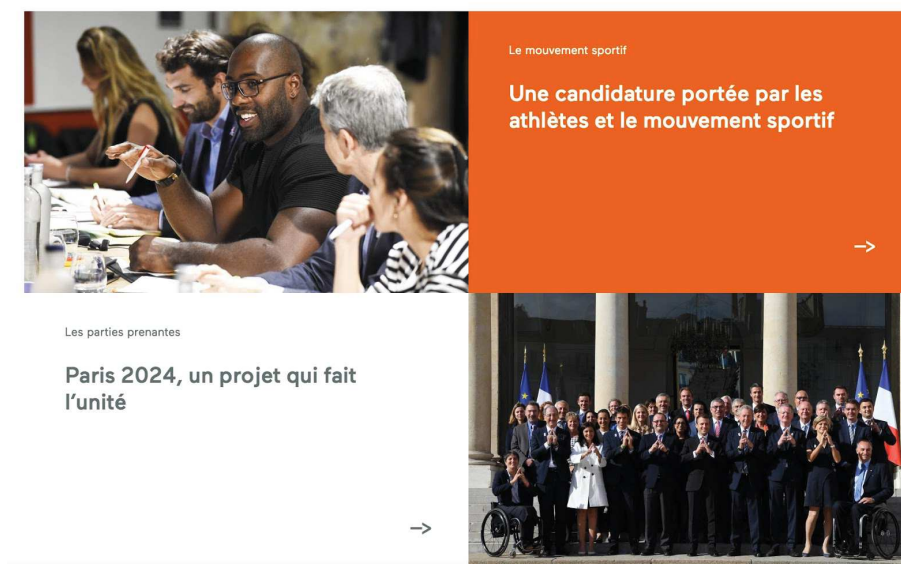 Le mouvement sportif
Une candidature portée par les
athlètes et le mouvement sportif
—>
Les parties prenantes
Paris 2024, un projet qui fait
l’unité
—>